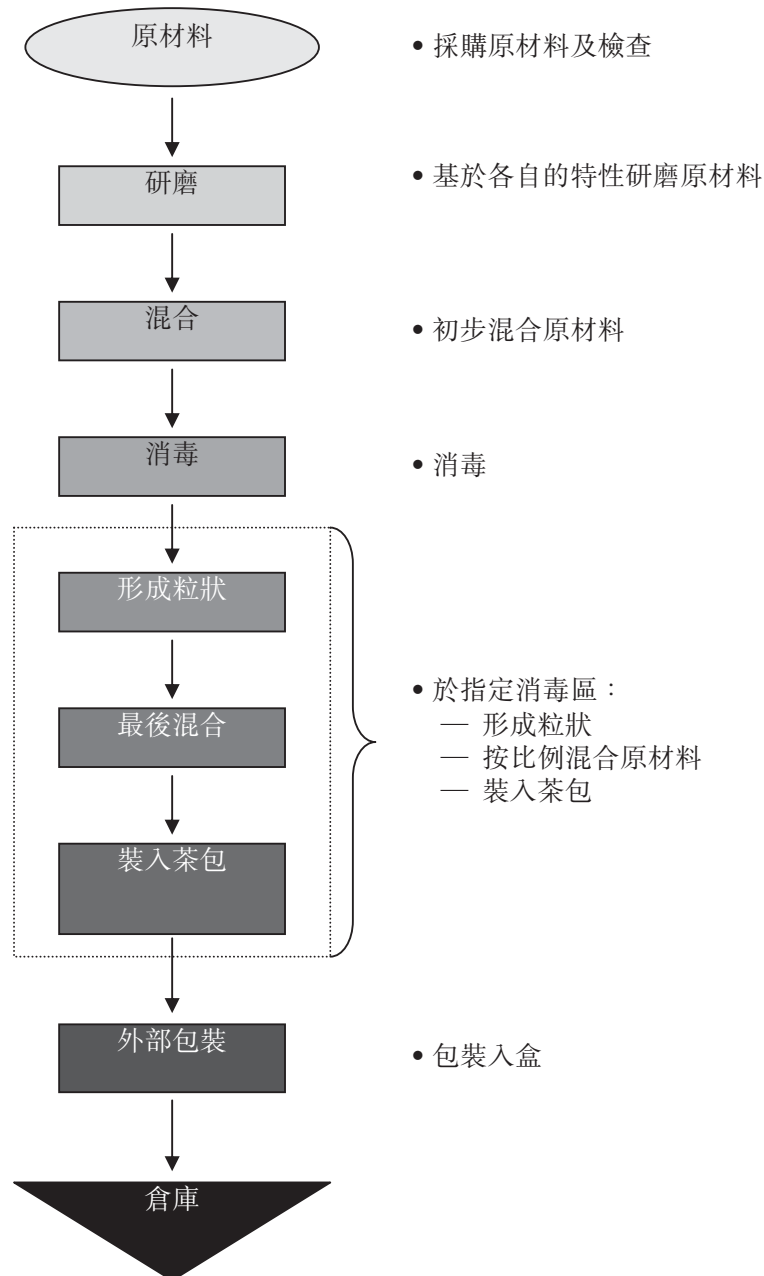 原材料
• 採購原材料及檢查
研磨
• 基於各自的特性研磨原材料
混合
• 初步混合原材料
消毒
• 消毒
形成粒狀
最後混合
裝入茶包
• 於指定消毒區：
— 形成粒狀
— 按比例混合原材料
— 裝入茶包
外部包裝
• 包裝入盒
倉庫